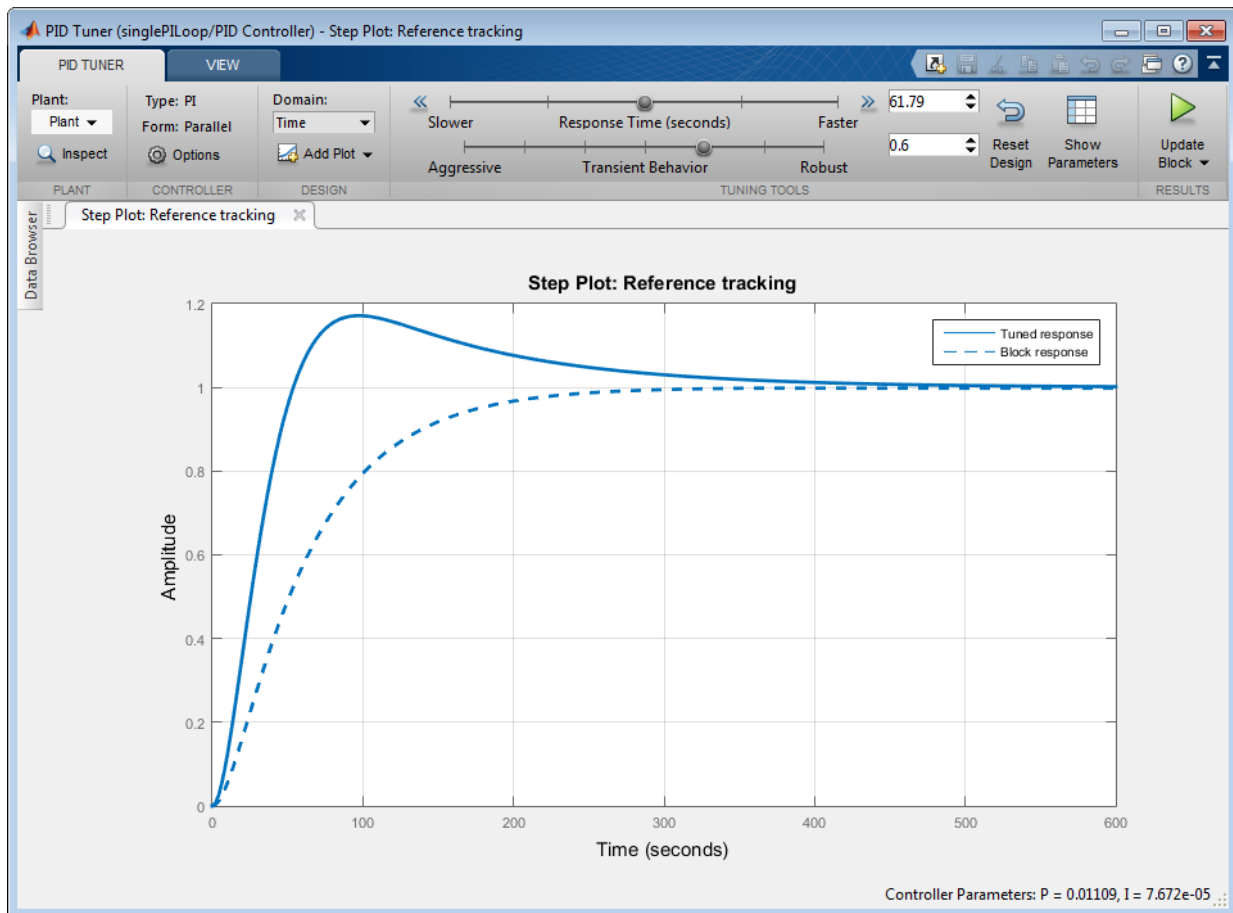 PID Tuner (singlePILoop/PID Controller) - Step Plot: Reference tracking
PID TUNER
VIEW
Plant:
Plant
Inspect
PLANT
Type: PI
Form: Parallel
Options
CONTROLLER
Domain:
Time
Add Plot
DESIGN
Slower
Response Time (seconds)
Faster
61.79
Aggressive
Transient Behavior
Robust
0.6
Reset
Design
Show
Parameters
TUNING TOOLS
Update
Block
RESULTS
Data Browser
Step Plot: Reference tracking
Step Plot: Reference tracking
Tuned response
Block response
Amplitude
1.2
1
0.8
0.6
0.4
0.2
0
0 100 200 300 400 500 600
Time (seconds)
Controller Parameters: P = 0.01109, I = 7.672e-05